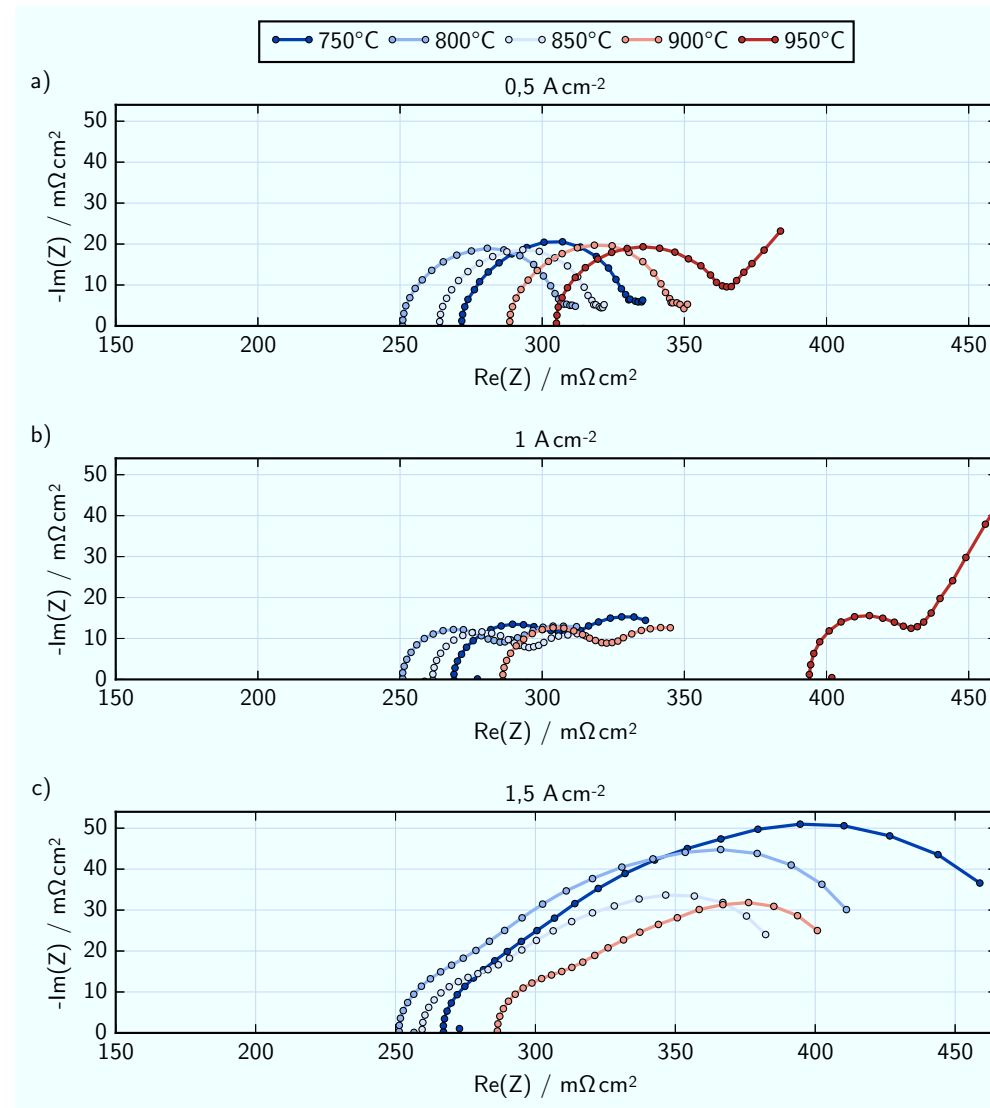 750°C 800°C 850°C 900°C 950°C
a)
0,5 A cm-2
50
40
30
20
10
0
-Im(Z) / mΩ cm2
150 200 250 300 350 400 450
Re(Z) / mΩ cm2
b)
1 A cm-2
50
40
30
20
10
0
-Im(Z) / mΩ cm2
150 200 250 300 350 400 450
Re(Z) / mΩ cm2
c)
1,5 A cm-2
50
40
30
20
10
0
-Im(Z) / mΩ cm2
150 200 250 300 350 400 450
Re(Z) / mΩ cm2